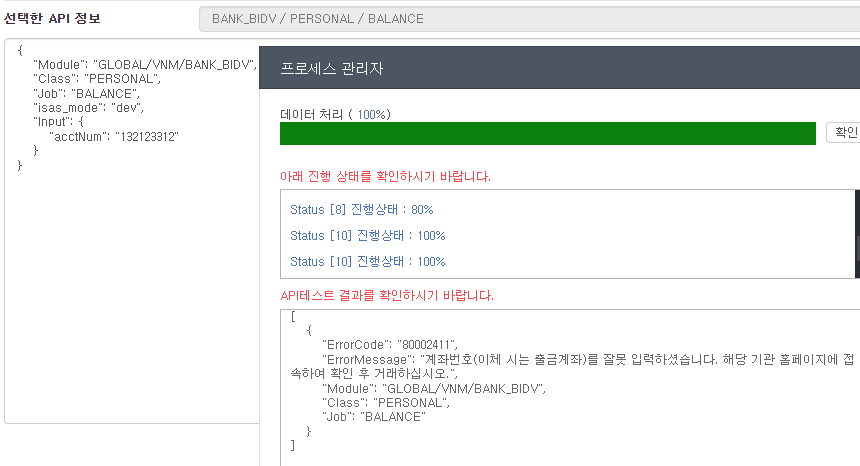 선택한 API 정보
BANK_BIDV / PERSONAL / BALANCE
{
"Module": "GLOBAL/VNM/BANK_BIDV",
"Class": "PERSONAL",
"Job": "BALANCE",
"isas_mode": "dev",
"Input": {
"acctNum": "132123312"
}
}
프로세스 관리자
데이터 처리 ( 100%)
확인
아래 진행 상태를 확인하시기 바랍니다.
Status [8] 진행상태 : 80%
Status [10] 진행상태 : 100%
Status [10] 진행상태 : 100%
API테스트 결과를 확인하시기 바랍니다.
[
{
"ErrorCode": "80002411",
"ErrorMessage": "계좌번호(이체 시는 출금계좌)를 잘못 입력하셨습니다. 해당 기관 홈페이지에 접
속하여 확인 후 거래하십시오.",
"Module": "GLOBAL/VNM/BANK_BIDV",
"Class": "PERSONAL",
"Job": "BALANCE"
}
]